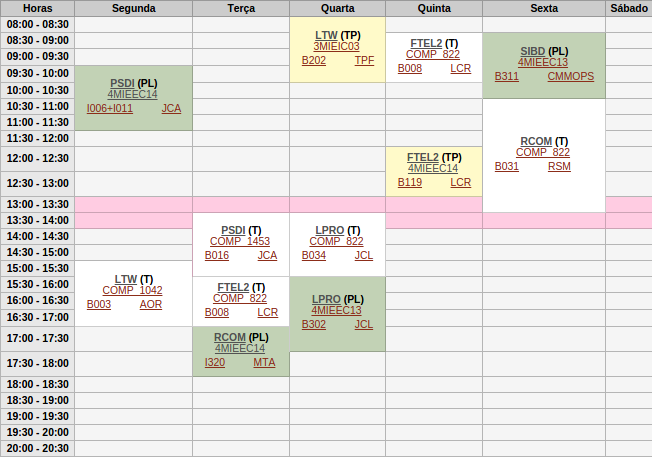 Horas Segunda Terça Quarta Quinta Sexta Sábado
08:00 - 08:30
08:30 - 09:00
09:00 - 09:30
09:30 - 10:00
10:00 - 10:30
10:30 - 11:00
11:00 - 11:30
11:30 - 12:00
12:00 - 12:30
12:30 - 13:00
13:00 - 13:30
13:30 - 14:00
14:00 - 14:30
14:30 - 15:00
15:00 - 15:30
15:30 - 16:00
16:00 - 16:30
16:30 - 17:00
17:00 - 17:30
17:30 - 18:00
18:00 - 18:30
18:30 - 19:00
19:00 - 19:30
19:30 - 20:00
20:00 - 20:30
PSDI (PL)
4MIEEC14
I006+I011 JCA
LTW (T)
COMP_1042
B003 AOR
PSDI (T)
COMP_1453
B016 JCA
FTEL2 (T)
COMP_822
B008 LCR
RCOM (PL)
4MIEEC14
I320 MTA
LTW (TP)
3MIEIC03
B202 TPF
LPRO (T)
COMP_822
B034 JCL
LPRO (PL)
4MIEEC13
B302 JCL
FTEL2 (T)
COMP_822
B008 LCR
FTEL2 (TP)
4MIEEC14
B119 LCR
SIBD (PL)
4MIEEC13
B311 CMMOPS
RCOM (T)
COMP_822
B031 RSM